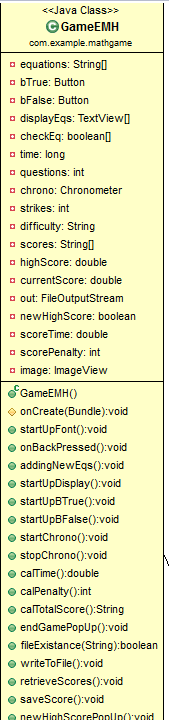 <<Java Class>>
GameEMH
com.example.mathgame
equations: String[]
bTrue: Button
bFalse: Button
displayEqs: TextView[]
checkEq: boolean[]
time: long
questions: int
chrono: Chronometer
strikes: int
difficulty: String
scores: String[]
highScore: double
currentScore: double
out: FileOutputStream
newHighScore: boolean
scoreTime: double
scorePenalty: int
image: ImageView
GameEMH()
onCreate(Bundle):void
startUpFont():void
onBackPressed():void
addingNewEqs():void
startUpDisplay():void
startUpBTrue():void
startUpBFalse():void
startChrono():void
stopChrono():void
calTime():double
calPenalty():int
calTotalScore():String
endGamePopUp():void
fileExistance(String):boolean
writeToFile():void
retrieveScores():void
saveScore():void
newHighScorePopUp():void